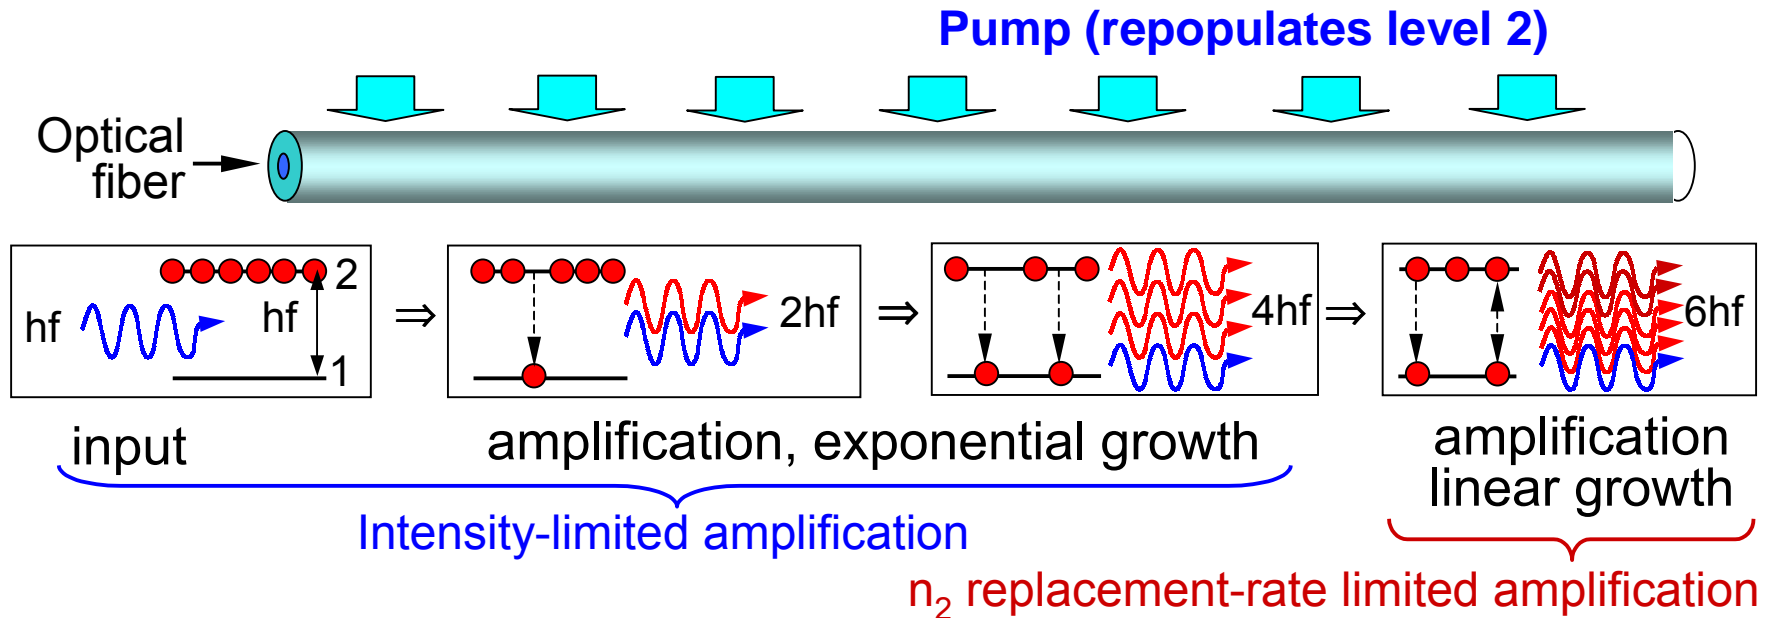 Pump (repopulates level 2)
Optical
fiber
hf
hf
2
1
⇒
2hf
⇒
4hf
⇒
6hf
input
amplification, exponential growth
amplification
linear growth
Intensity-limited amplification
n₂ replacement-rate limited amplification